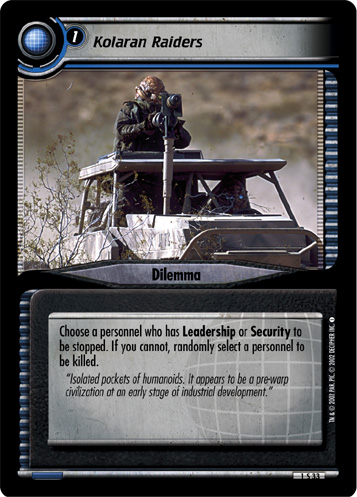 1 Kolaran Raiders
Dilemma
Choose a personnel who has Leadership or Security to
be stopped. If you cannot, randomly select a personnel to
be killed.
"Isolated pockets of humanoids. It appears to be a pre-warp
civilization at an early stage of industrial development."
TM & © 2002 PAR. PIC. © 2002 DECIPHER INC.
1 S 33